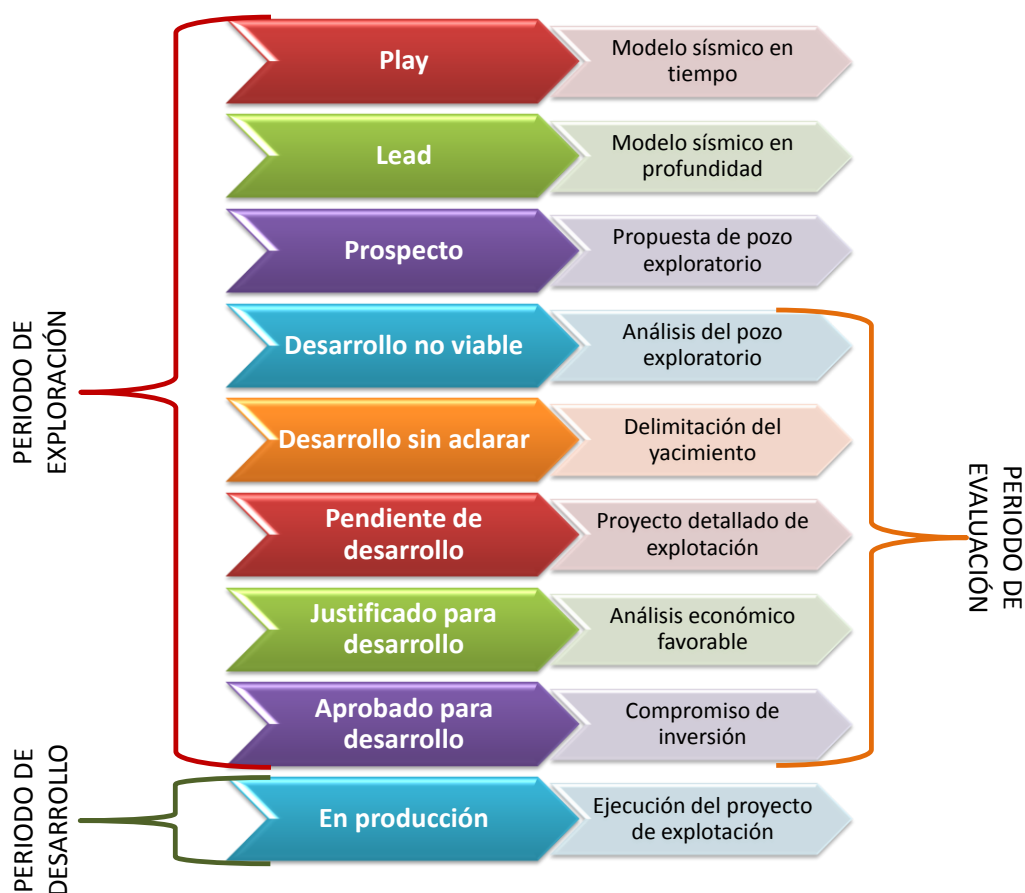 Play
Modelo sísmico en
tiempo
Lead
Modelo sísmico en
profundidad
Prospecto
Propuesta de pozo
exploratorio
PERIODO DE
EXPLORACIÓN
Desarrollo no viable
Análisis del pozo
exploratorio
Desarrollo sin aclarar
Delimitación del
yacimiento
Pendiente de
desarrollo
Proyecto detallado de
explotación
PERIODO DE
EVALUACIÓN
Justificado para
desarrollo
Análisis económico
favorable
Aprobado para
desarrollo
Compromiso de
inversión
PERIODO DE
DESARROLLO
En producción
Ejecución del proyecto
de explotación